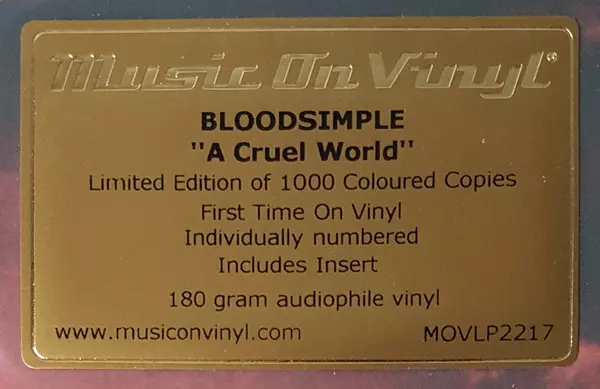 Music On Vinyl®
BLOODSIMPLE
"A Cruel World"
Limited Edition of 1000 Coloured Copies
First Time On Vinyl
Individually numbered
Includes Insert
180 gram audiophile vinyl
www.musiconvinyl.com MOVLP2217